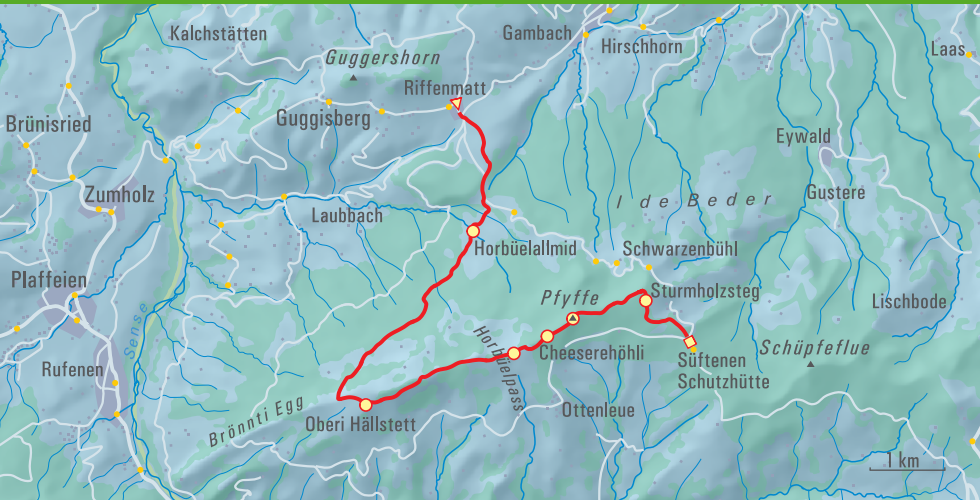 Kalchstätten
Gambach
Hirschhorn
Laas
Guggershorn
Riffenmatt
Guggisberg
Brünisried
Eywald
Zumholz
Gustere
I de Beder
Laubbach
Horbüelallmid
Schwarzenbühl
Plaffeien
Sturmholzsteg
Pfyffe
Lischbode
Sense
Horbüelpass
Cheeserehöhli
Schüpfeflue
Süftenen
Schutzhütte
Rufenen
Brönnti Egg
Oberi Hällstett
Ottenleue
1 km